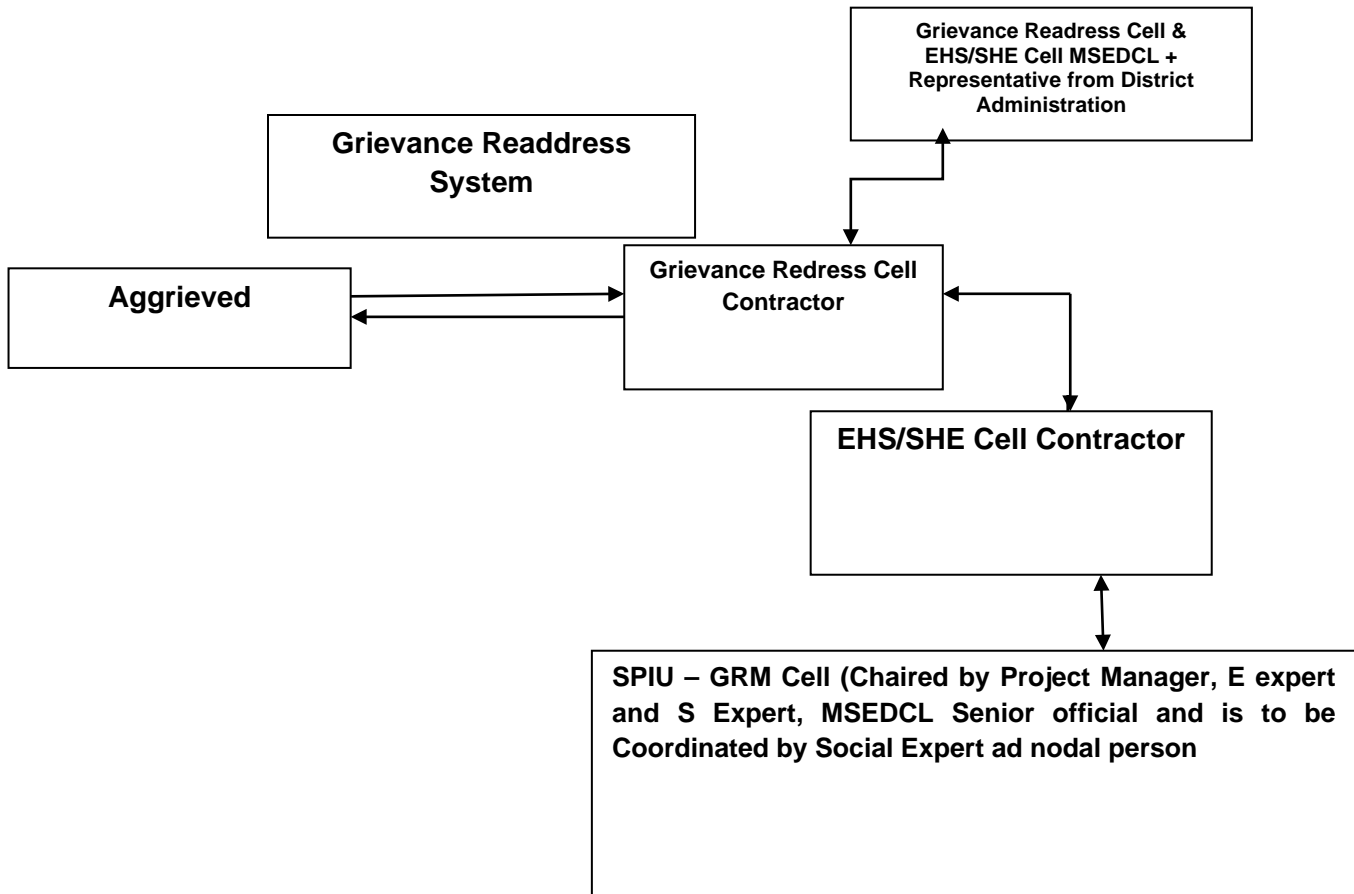 Grievance Readress Cell &
EHS/SHE Cell MSEDCL +
Representative from District
Administration
Grievance Readdress
System
Grievance Redress Cell
Contractor
Aggrieved
EHS/SHE Cell Contractor
SPIU – GRM Cell (Chaired by Project Manager, E expert
and S Expert, MSEDCL Senior official and is to be
Coordinated by Social Expert ad nodal person